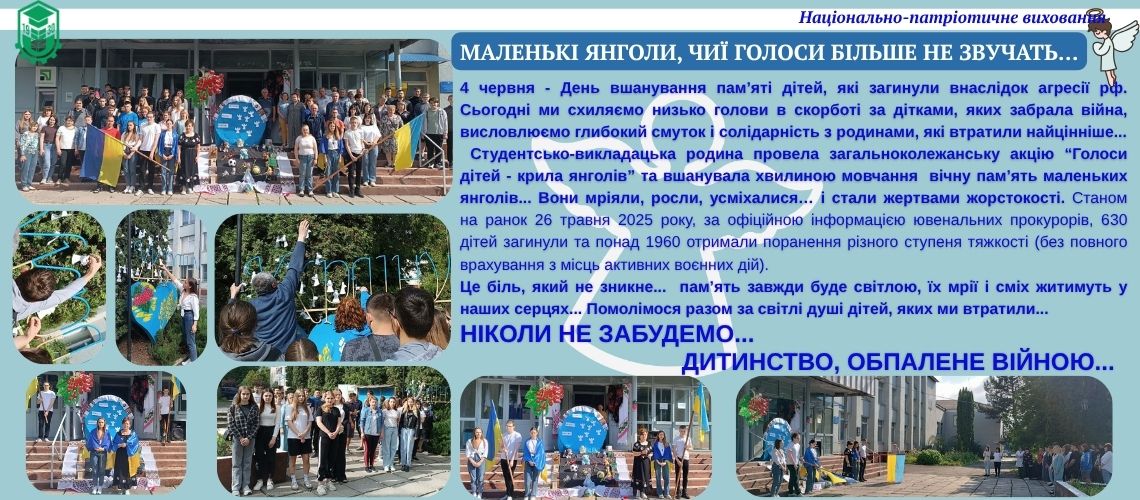 Національно-патріотичне виховання
МАЛЕНЬКІ ЯНГОЛИ, ЧИЇ ГОЛОСИ БІЛЬШЕ НЕ ЗВУЧАТЬ...
4 червня - День вшанування пам’яті дітей, які загинули внаслідок агресії рф.
Сьогодні ми схиляємо низько голови в скорботі за дітками, яких забрала війна,
висловлюємо глибокий смуток і солідарність з родинами, які втратили найцінніше...
Студентсько-викладацька родина провела загальноколежанську акцію “Голоси
дітей - крила янголів” та вшанувала хвилиною мовчання вічну пам’ять маленьких
янголів... Вони мріяли, росли, усміхалися... і стали жертвами жорстокості. Станом
на ранок 26 травня 2025 року, за офіційною інформацією ювенальних прокурорів, 630
дітей загинули та понад 1960 отримали поранення різного ступеня тяжкості (без повного
врахування з місць активних воєнних дій).
Це біль, який не зникне... пам’ять завжди буде світлою, їх мрії і сміх житимуть у
наших серцях... Помолімося разом за світлі душі дітей, яких ми втратили...
НІКОЛИ НЕ ЗАБУДЕМО...
ДИТИНСТВО, ОБПАЛЕНЕ ВІЙНОЮ...